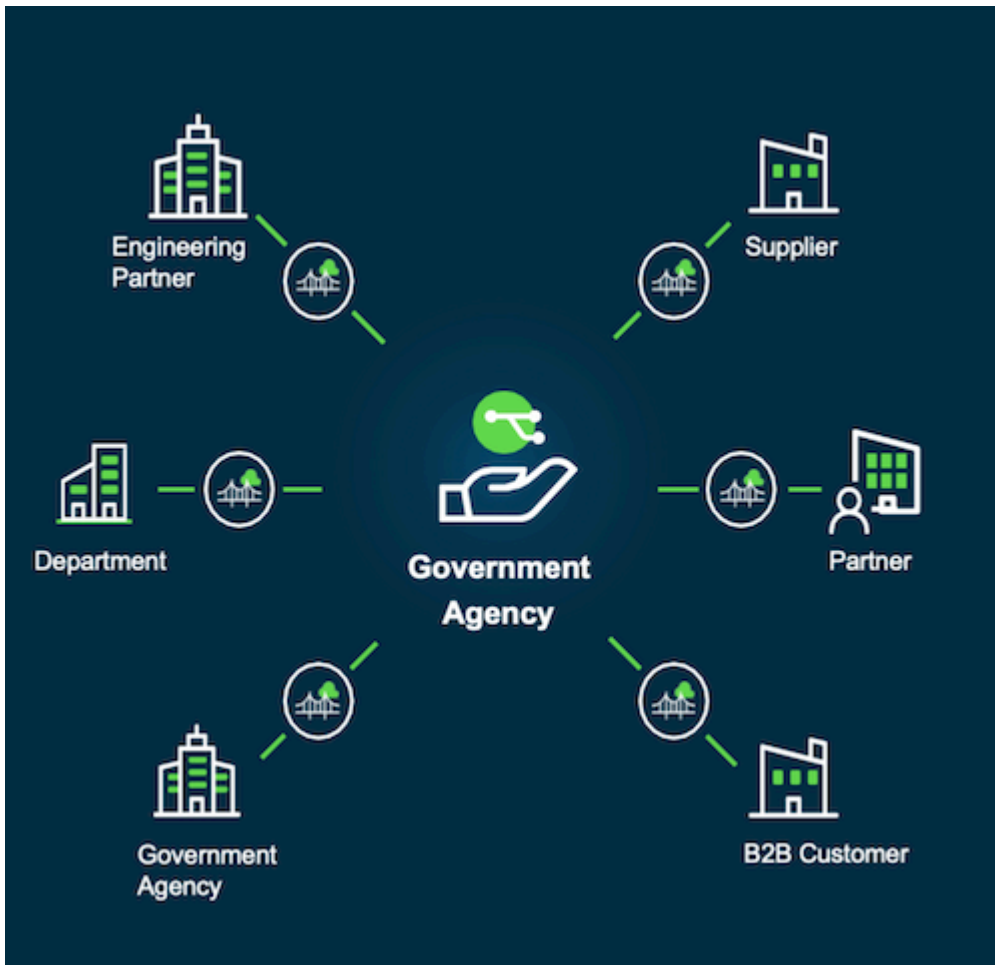 Engineering
Partner
Supplier
Department
Government
Agency
Partner
Government
Agency
B2B Customer